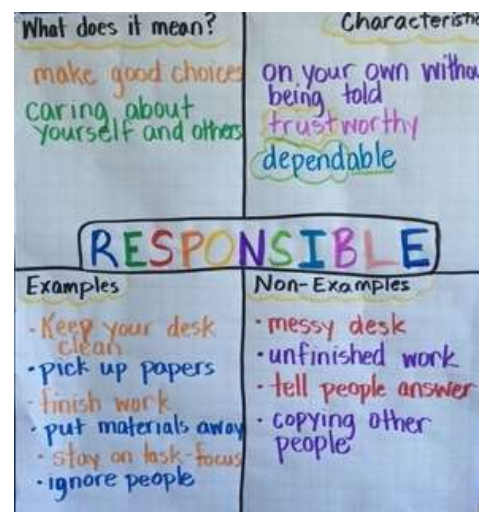 What does it mean?
make good choices
caring about
yourself and others
Characteristi
on your own witho
being told
trustworthy
dependable
RESPONSIBLE
Examples
· Keep your desk
clean
· pick up papers
· finish work
· put materials away
· stay on task-focus
· ignore people
Non-Examples
· messy desk
· unfinished work
· tell people answer
· copying other
people